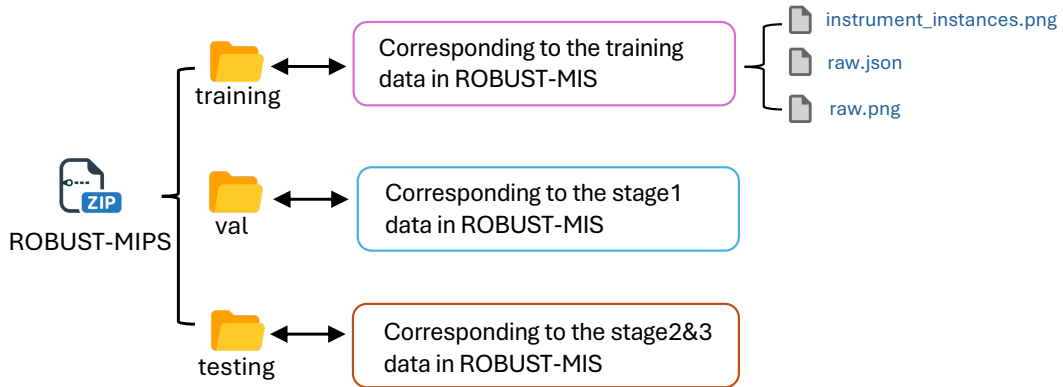 instrument_instances.png
Corresponding to the training
data in ROBUST-MIS
raw.json
training
raw.png
ZIP
ROBUST-MIPS
Corresponding to the stage1
data in ROBUST-MIS
val
Corresponding to the stage2&3
data in ROBUST-MIS
testing